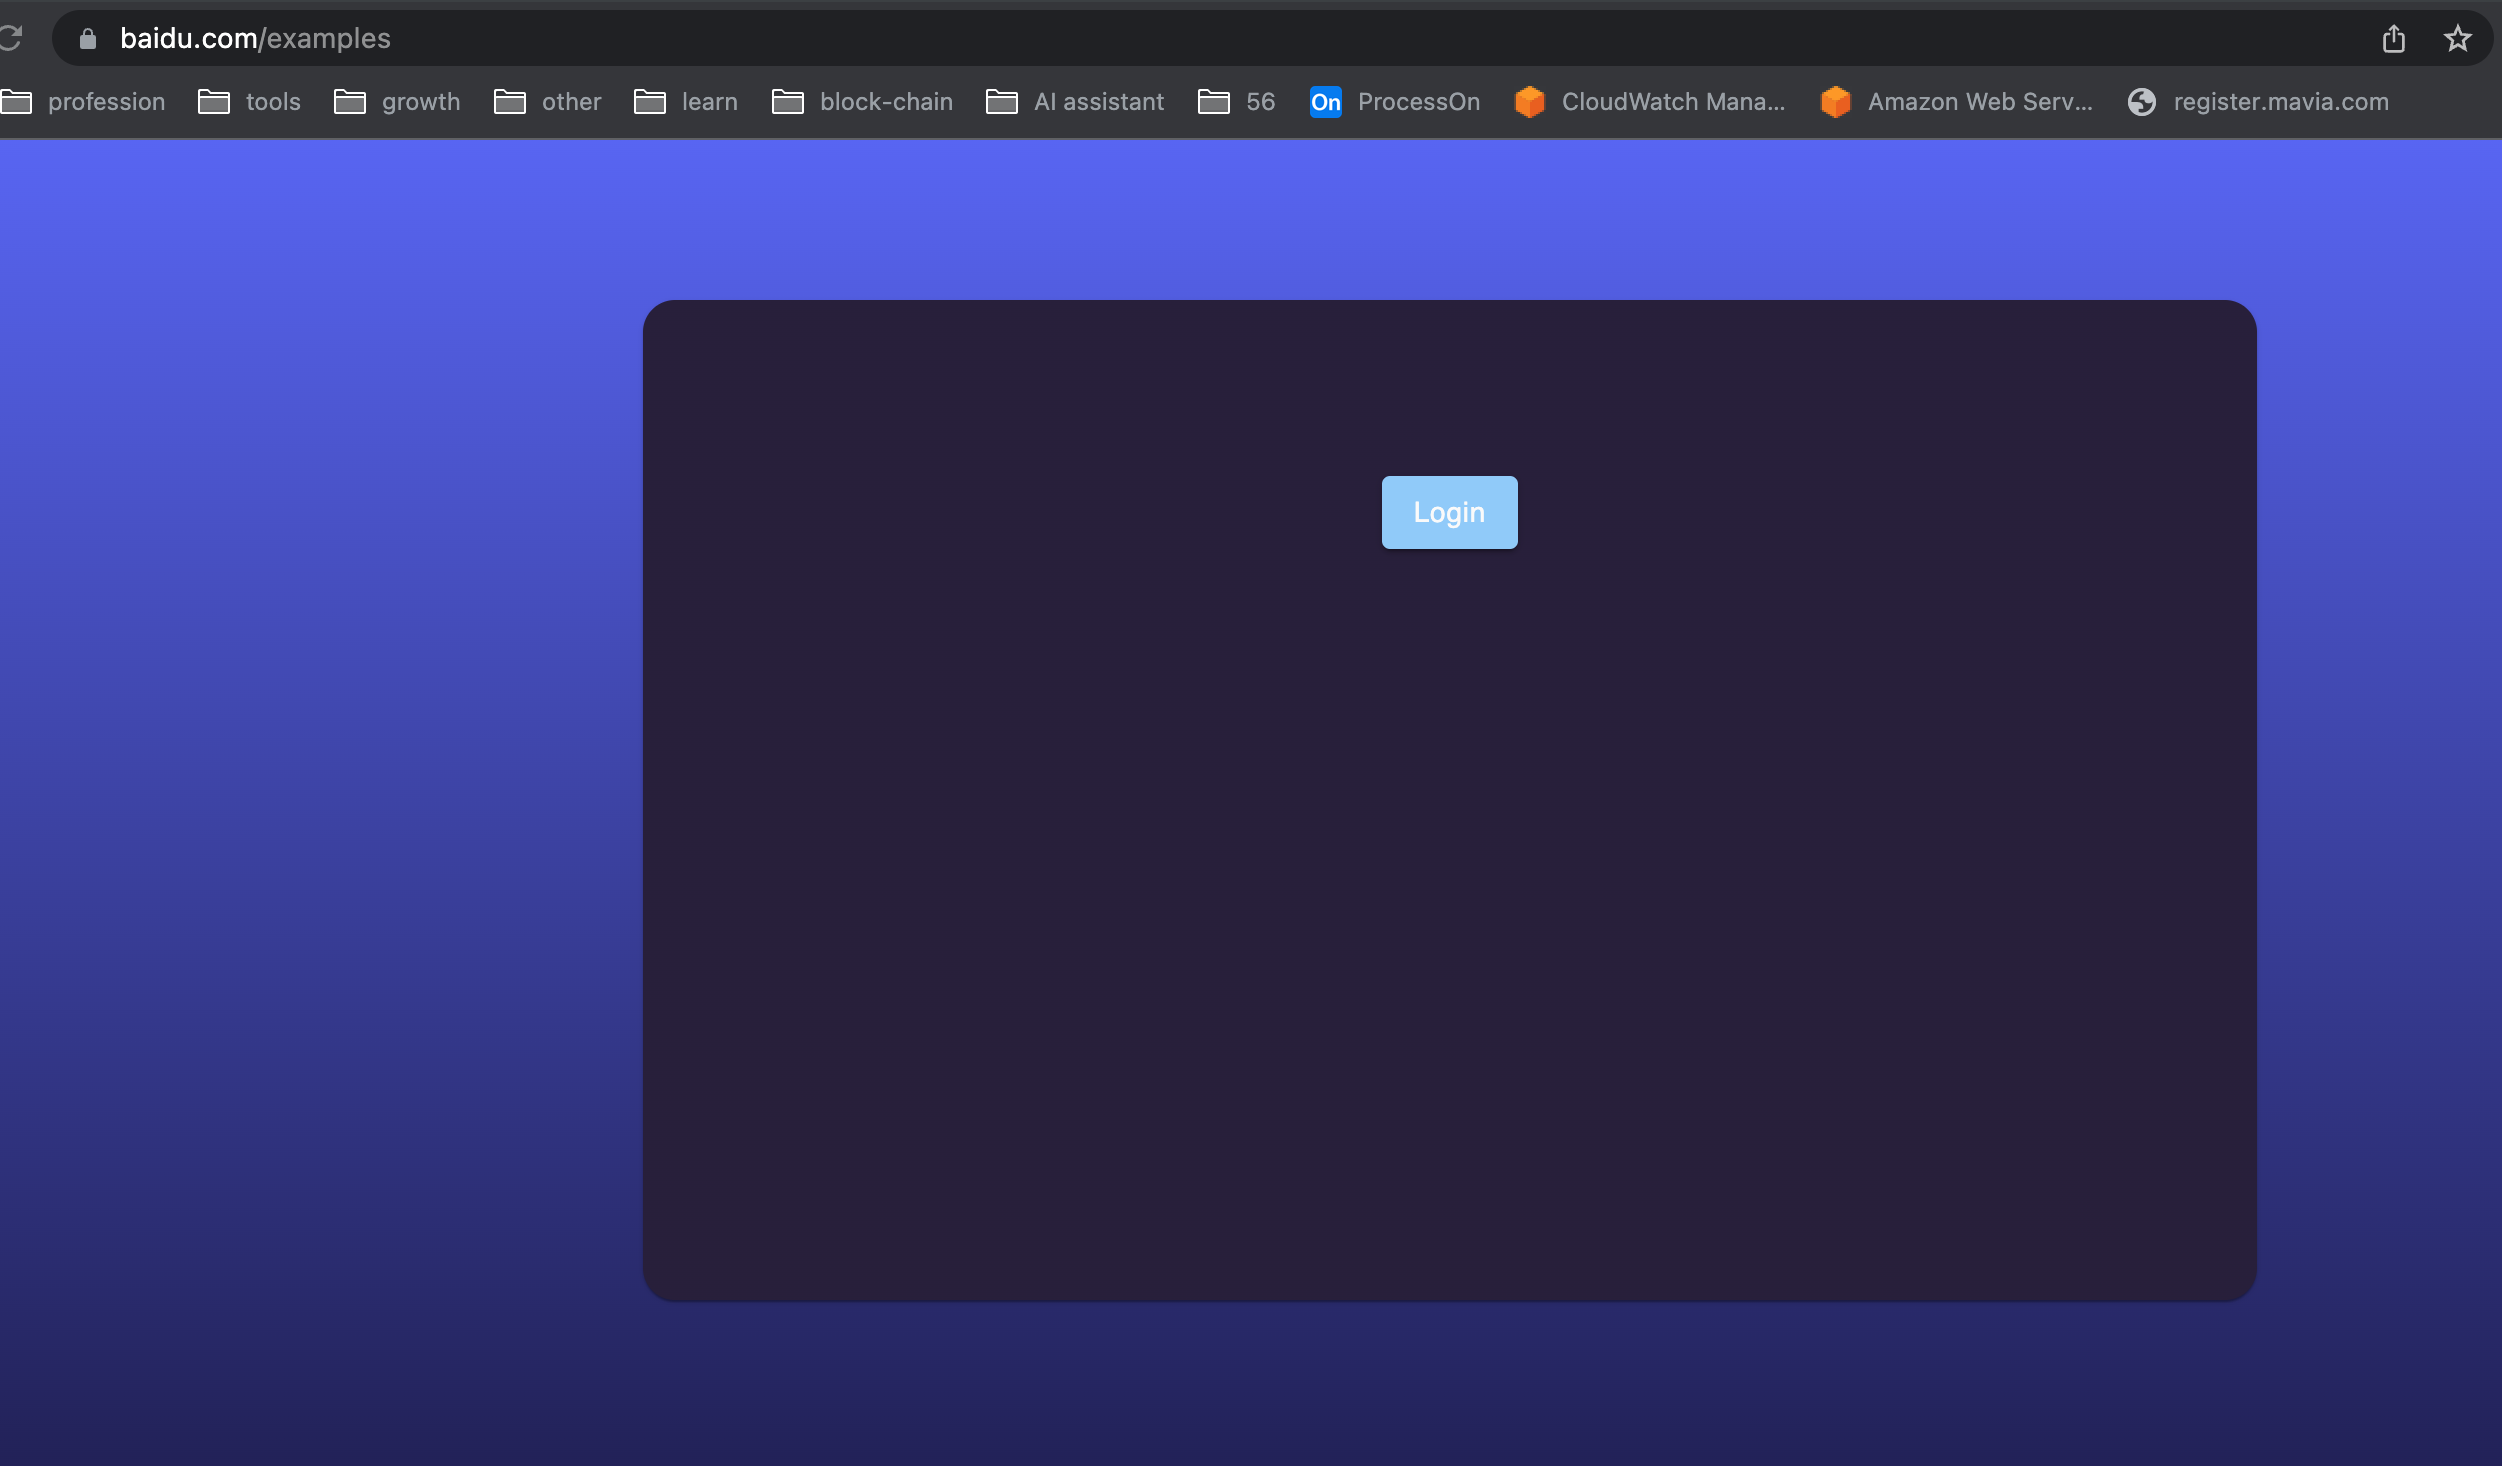 baidu.com/examples
profession tools growth other learn block-chain AI assistant 56 On ProcessOn CloudWatch Mana... Amazon Web Serv... register.mavia.com
Login